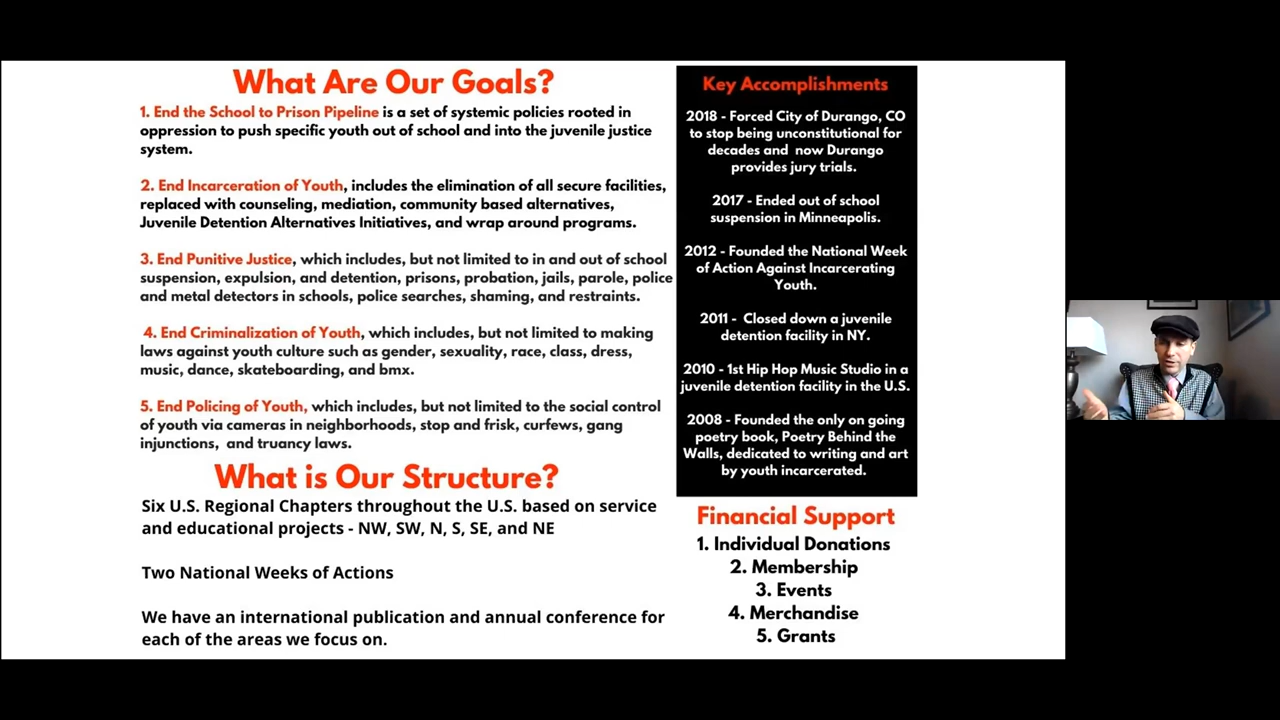 What Are Our Goals?
1. End the School to Prison Pipeline is a set of systemic policies rooted in
oppression to push specific youth out of school and into the juvenile justice
system.
2. End Incarceration of Youth, includes the elimination of all secure facilities,
replaced with counseling, mediation, community based alternatives,
Juvenile Detention Alternatives Initiatives, and wrap around programs.
3. End Punitive Justice, which includes, but not limited to in and out of school
suspension, expulsion, and detention, prisons, probation, jails, parole, police
and metal detectors in schools, police searches, shaming, and restraints.
4. End Criminalization of Youth, which includes, but not limited to making
laws against youth culture such as gender, sexuality, race, class, dress,
music, dance, skateboarding, and bmx.
5. End Policing of Youth, which includes, but not limited to the social control
of youth via cameras in neighborhoods, stop and frisk, curfews, gang
injunctions, and truancy laws.
What is Our Structure?
Six U.S. Regional Chapters throughout the U.S. based on service
and educational projects - NW, SW, N, S, SE, and NE
Two National Weeks of Actions
We have an international publication and annual conference for
each of the areas we focus on.
Key Accomplishments
2018 - Forced City of Durango, CO
to stop being unconstitutional for
decades and now Durango
provides jury trials.
2017 - Ended out of school
suspension in Minneapolis.
2012 - Founded the National Week
of Action Against Incarcerating
Youth.
2011 - Closed down a juvenile
detention facility in NY.
2010 - 1st Hip Hop Music Studio in a
juvenile detention facility in the U.S.
2008 - Founded the only on going
poetry book, Poetry Behind the
Walls, dedicated to writing and art
by youth incarcerated.
Financial Support
1. Individual Donations
2. Membership
3. Events
4. Merchandise
5. Grants